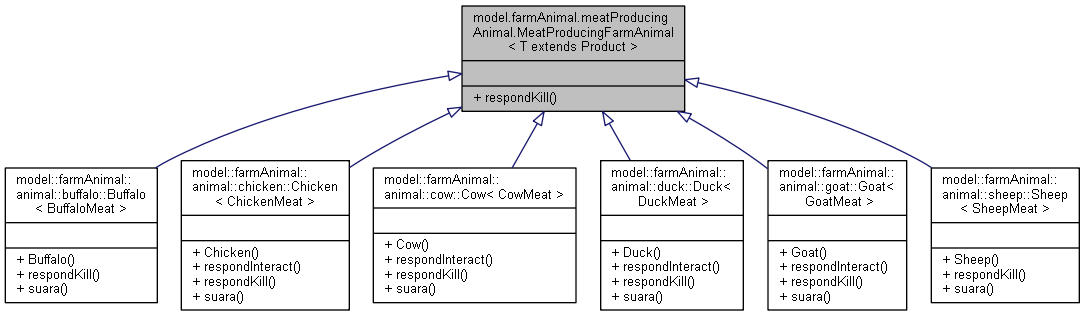 model.farmAnimal.meatProducing
Animal.MeatProducingFarmAnimal
< T extends Product >
+ respondKill()
model::farmAnimal::
animal::buffalo::Buffalo
< BuffaloMeat >
+ Buffalo()
+ respondKill()
+ suara()
model::farmAnimal::
animal::chicken::Chicken
< ChickenMeat >
+ Chicken()
+ respondInteract()
+ respondKill()
+ suara()
model::farmAnimal::
animal::cow::Cow< CowMeat >
+ Cow()
+ respondInteract()
+ respondKill()
+ suara()
model::farmAnimal::
animal::duck::Duck<
DuckMeat >
+ Duck()
+ respondInteract()
+ respondKill()
+ suara()
model::farmAnimal::
animal::goat::Goat<
GoatMeat >
+ Goat()
+ respondInteract()
+ respondKill()
+ suara()
model::farmAnimal::
animal::sheep::Sheep
< SheepMeat >
+ Sheep()
+ respondKill()
+ suara()